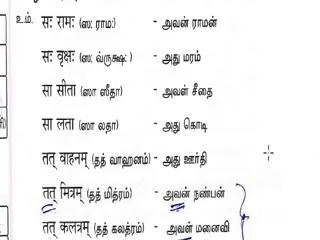 உ.ம். सः रामः (ஸ: ராம:) - அவன் ராமன்
सः वृक्षः (ஸ: வ்ருக்ஷ: ) - அது மரம்
सा सीता (ஸா ஸீதா) - அவள் சீதை
सा लता (ஸா லதா) - அது கொடி
तत् वाहनम् (தத் வாஹனம்) - அது ஊர்தி
तत् मित्रम् (தத் மித்ரம்) - அவன் நண்பன்
तत् कलत्रम् (தத் கலத்ரம்) - அவள் மனைவி